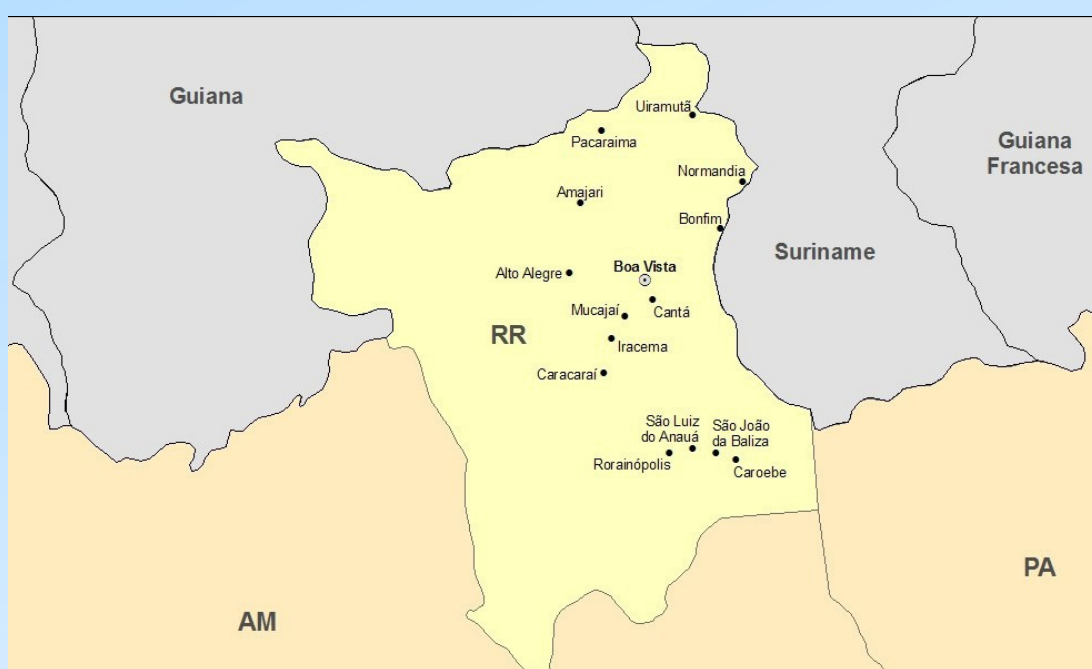 Guiana
Uiramutã
Pacaraima
Guiana
Francesa
Normandia
Amajari
Bonfim
Suriname
Alto Alegre
Boa Vista
Mucajaí
Cantá
RR
Iracema
Caracaraí
São Luiz
do Anauá
São João
da Baliza
Rorainópolis
Caroebe
PA
AM